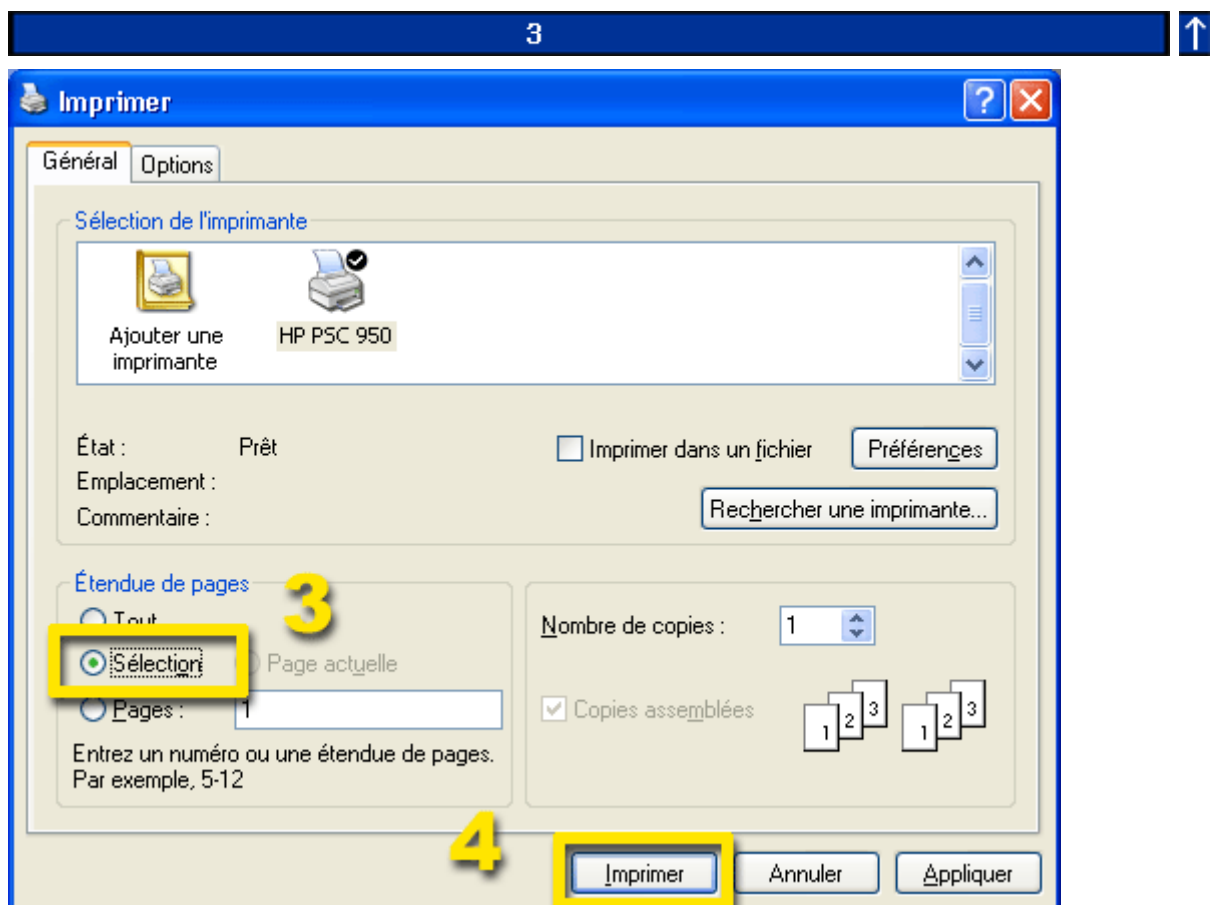 3
Imprimer
Général Options
Sélection de l'imprimante
Ajouter une imprimante
HP PSC 950
État : Prêt
Imprimer dans un fichier Préférences
Emplacement :
Commentaire : Rechercher une imprimante...
Étendue de pages 3
Tout
Sélection Page actuelle
Pages : 1
Entrez un numéro ou une étendue de pages.
Par exemple, 5-12
Nombre de copies : 1
Copies assemblées
1 2 3 1 2 3
4
Imprimer Annuler Appliquer